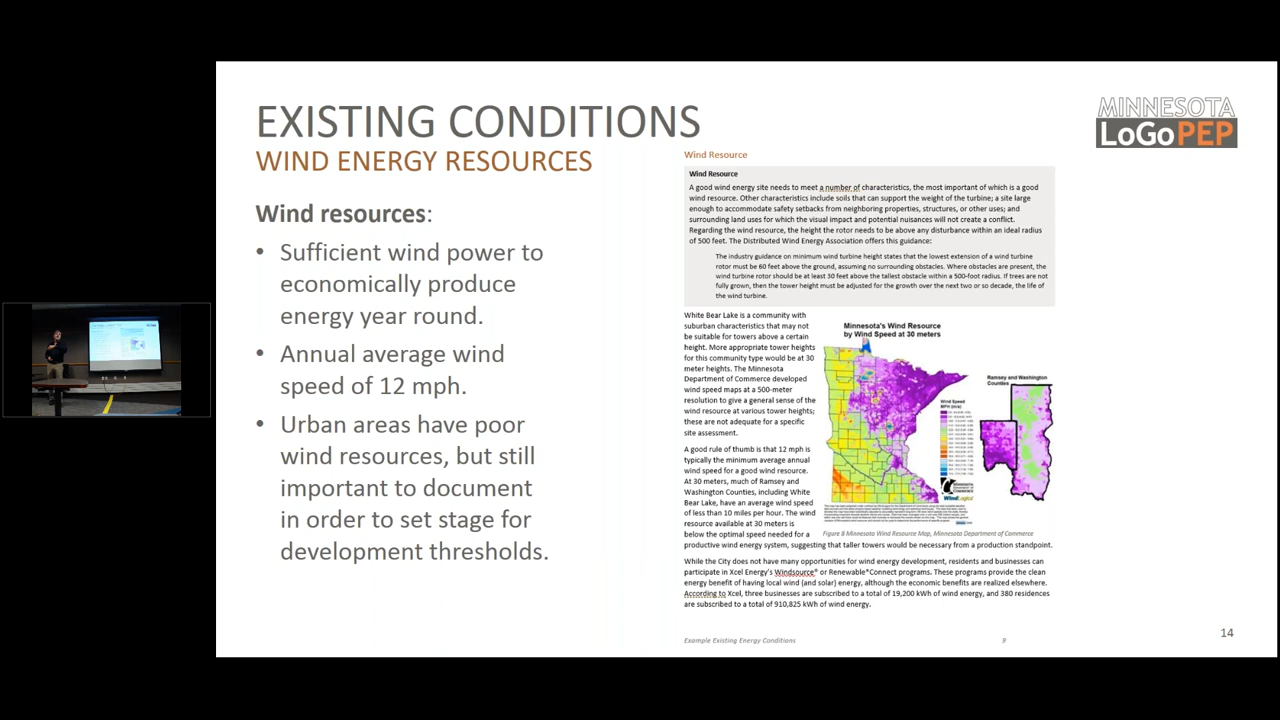 EXISTING CONDITIONS
WIND ENERGY RESOURCES
MINNESOTA
LoGoPEP
Wind resources:
• Sufficient wind power to
economically produce
energy year round.
• Annual average wind
speed of 12 mph.
• Urban areas have poor
wind resources, but still
important to document
in order to set stage for
development thresholds.
Wind Resource
Wind Resource
A good wind energy site needs to meet a number of characteristics, the most important of which is a good
wind resource. Other characteristics include soils that can support the weight of the turbine; a site large
enough to accommodate safety setbacks from neighboring properties, structures, or other uses; and
surrounding land uses for which the visual impact and potential nuisances will not create a conflict.
Regarding the wind resource, the height the rotor needs to be above any disturbance within an ideal radius
of 500 feet. The Distributed Wind Energy Association offers this guidance:
The industry guidance on minimum wind turbine height states that the lowest extension of a wind turbine
rotor must be 60 feet above the ground, assuming no surrounding obstacles. Where obstacles are present, the
wind turbine rotor should be at least 30 feet above the tallest obstacle within a 500-foot radius. If trees are not
fully grown, then the tower height must be adjusted for the growth over the next two or so decade, the life of
the wind turbine.
White Bear Lake is a community with
suburban characteristics that may not
be suitable for towers above a certain
height. More appropriate tower heights
for this community type would be at 30
meter heights. The Minnesota
Department of Commerce developed
wind speed maps at a 500-meter
resolution to give a general sense of the
wind resource at various tower heights;
these are not adequate for a specific
site assessment.
A good rule of thumb is that 12 mph is
typically the minimum average annual
wind speed for a good wind resource.
At 30 meters, much of Ramsey and
Washington Counties, including White
Bear Lake, have an average wind speed
of less than 10 miles per hour. The wind
resource available at 30 meters is
below the optimal speed needed for a
productive wind energy system, suggesting that taller towers would be necessary from a production standpoint.
Minnesota's Wind Resource
by Wind Speed at 30 meters
Ramsey and Washington
Counties
Wind Speed
MPH (m/s)
WindLogics
Figure 8 Minnesota Wind Resource Map, Minnesota Department of Commerce
While the City does not have many opportunities for wind energy development, residents and businesses can
participate in Xcel Energy's Windsource® or Renewable*Connect programs. These programs provide the clean
energy benefit of having local wind (and solar) energy, although the economic benefits are realized elsewhere.
According to Xcel, three businesses are subscribed to a total of 19,200 kWh of wind energy, and 380 residences
are subscribed to a total of 910,825 kWh of wind energy.
Example Existing Energy Conditions
9
14